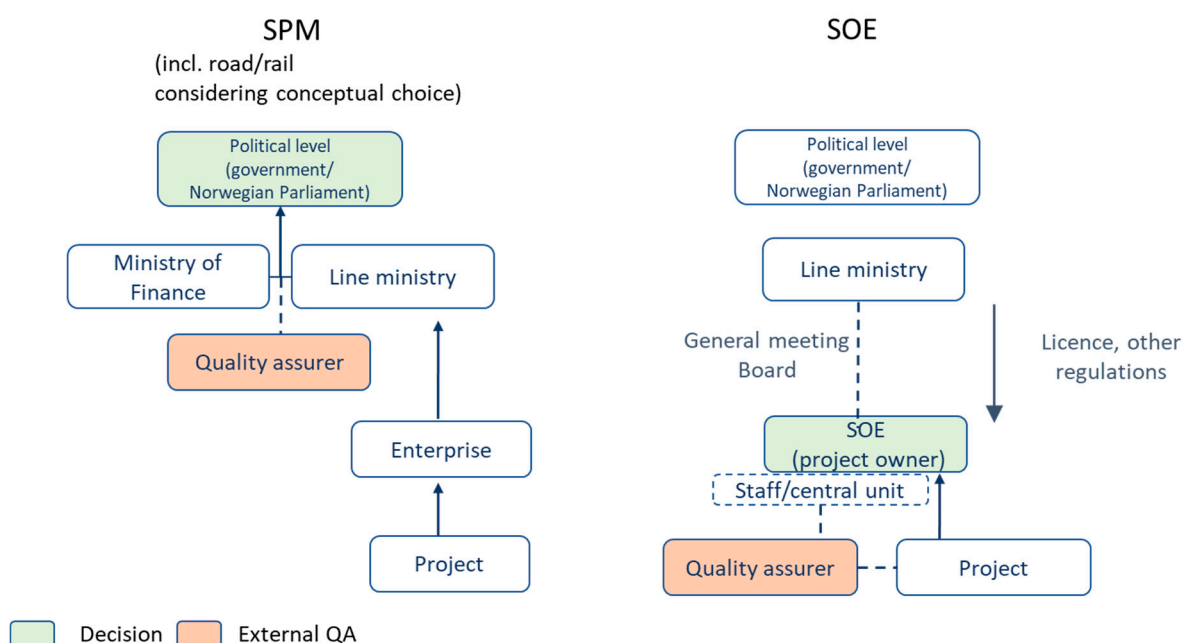 SPM
(incl. road/rail
considering conceptual choice)
Political level
(government/
Norwegian Parliament)
Ministry of
Finance
Line ministry
Quality assurer
Enterprise
Project
SOE
Political level
(government/
Norwegian Parliament)
Line ministry
General meeting
Board
Licence, other
regulations
SOE
(project owner)
Staff/central unit
Quality assurer
Project
Decision
External QA